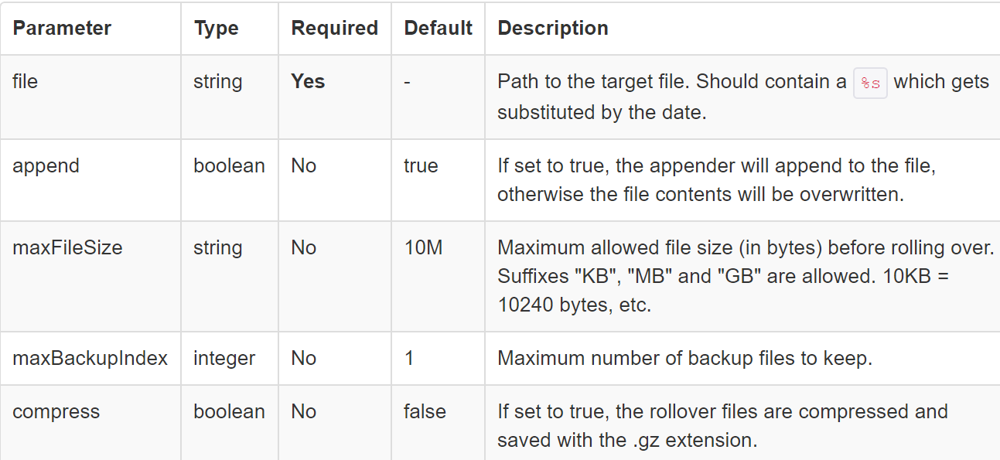 Parameter Type Required Default Description
file string Yes - Path to the target file. Should contain a %s which gets
substituted by the date.
append boolean No true If set to true, the appender will append to the file,
otherwise the file contents will be overwritten.
maxFileSize string No 10M Maximum allowed file size (in bytes) before rolling over.
Suffixes "KB", "MB" and "GB" are allowed. 10KB =
10240 bytes, etc.
maxBackupIndex integer No 1 Maximum number of backup files to keep.
compress boolean No false If set to true, the rollover files are compressed and
saved with the .gz extension.